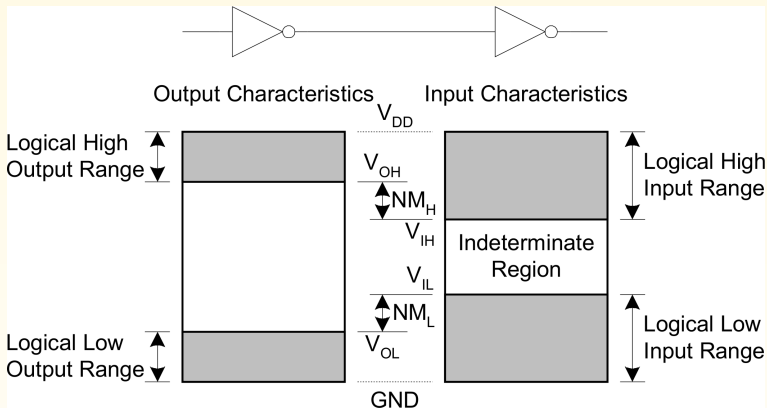 Output Characteristics
Input Characteristics
V_DD
Logical High
Output Range
V_OH
NM_H
V_IH
Logical High
Input Range
Indeterminate
Region
V_IL
NM_L
V_OL
Logical Low
Output Range
Logical Low
Input Range
GND